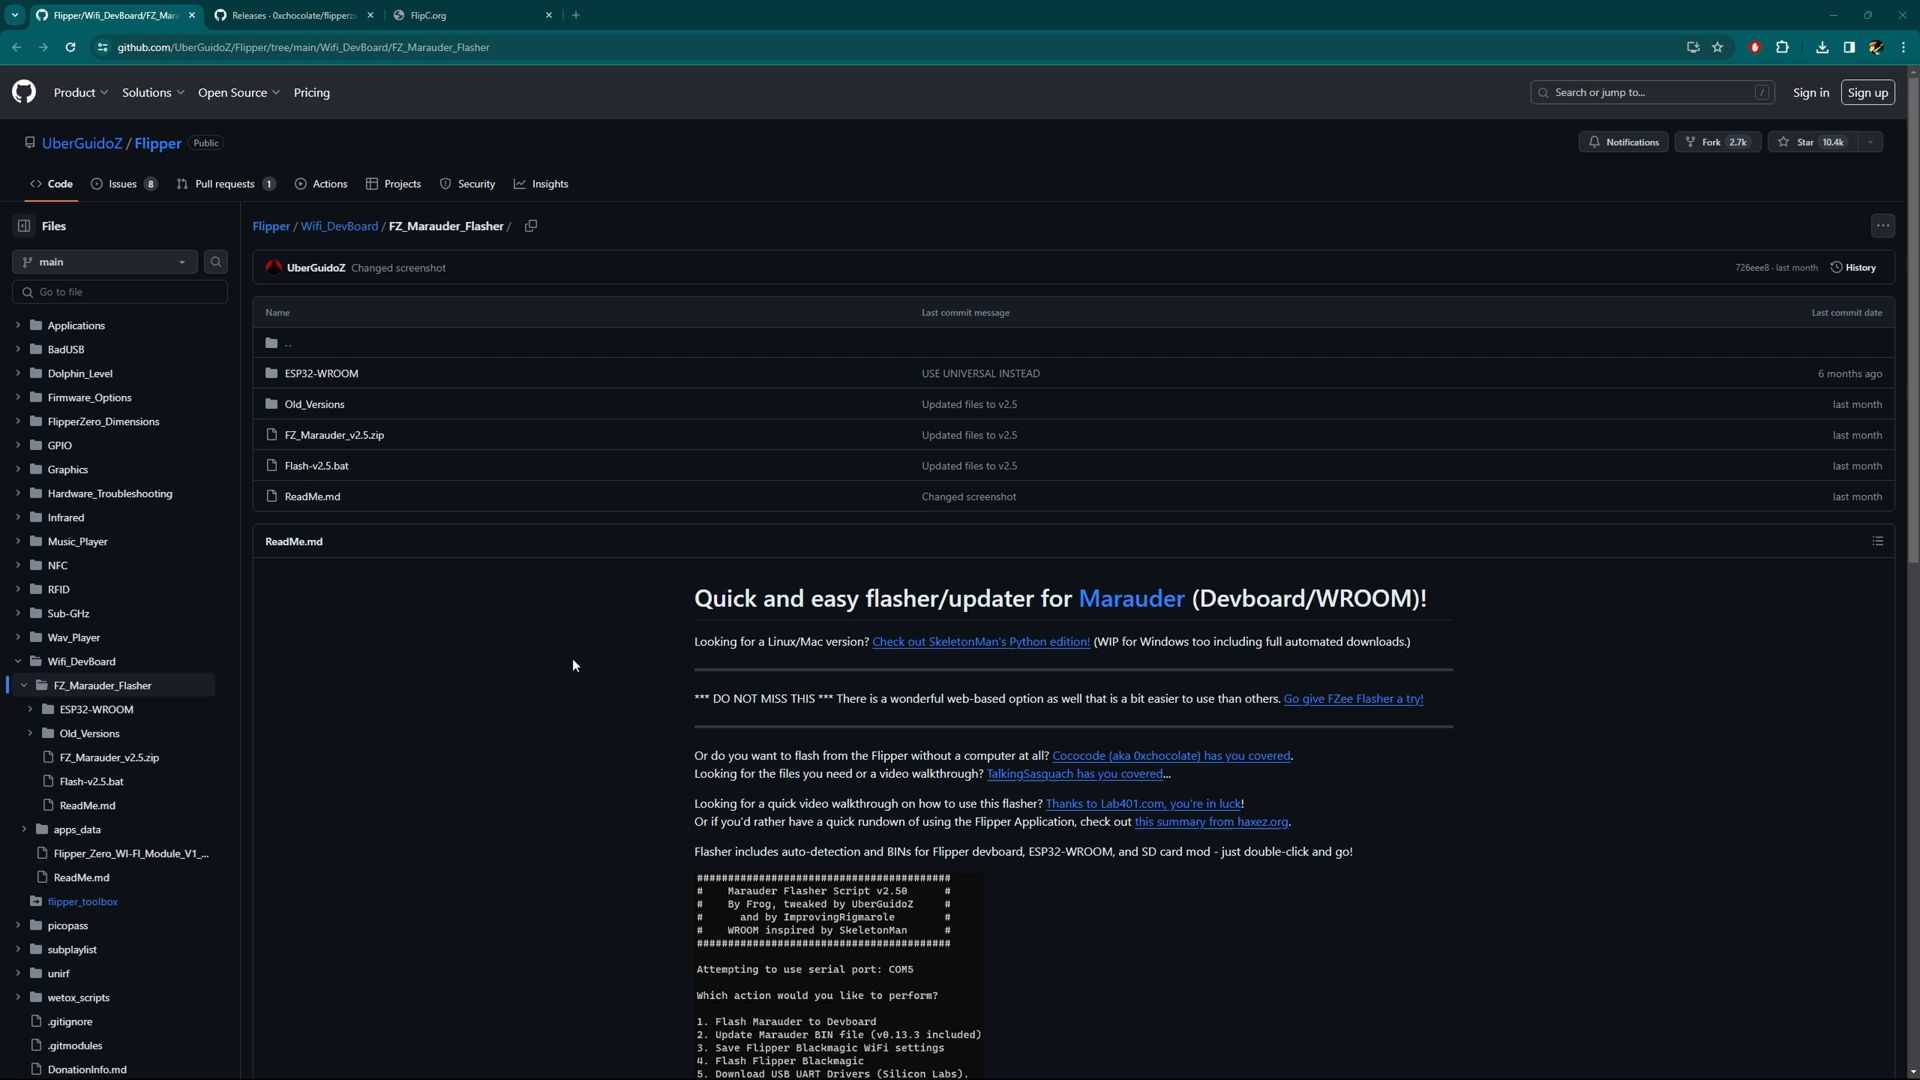 Flipper/Wifi_DevBoard/FZ_Mar
Releases · 0xchocolate/flipperz
FlipC.org
github.com/UberGuidoZ/Flipper/tree/main/Wifi_DevBoard/FZ_Marauder_Flasher
Product
Solutions
Open Source
Pricing
Search or jump to...
/
Sign in
Sign up
UberGuidoZ / Flipper
Public
Notifications
Fork 2.7k
Star 10.4k
Code
Issues 8
Pull requests 1
Actions
Projects
Security
Insights
Files
main
Go to file
Applications
BadUSB
Dolphin_Level
Firmware_Options
FlipperZero_Dimensions
GPIO
Graphics
Hardware_Troubleshooting
Infrared
Music_Player
NFC
RFID
Sub-GHz
Wav_Player
Wifi_DevBoard
FZ_Marauder_Flasher
ESP32-WROOM
Old_Versions
FZ_Marauder_v2.5.zip
Flash-v2.5.bat
ReadMe.md
apps_data
Flipper_Zero_WI-FI_Module_V1_...
ReadMe.md
flipper_toolbox
picopass
subplaylist
unirf
wetox_scripts
.gitignore
.gitmodules
DonationInfo.md
Flipper / Wifi_DevBoard / FZ_Marauder_Flasher /
UberGuidoZ Changed screenshot
726eee8 · last month
History
Name Last commit message Last commit date
..
ESP32-WROOM USE UNIVERSAL INSTEAD 6 months ago
Old_Versions Updated files to v2.5 last month
FZ_Marauder_v2.5.zip Updated files to v2.5 last month
Flash-v2.5.bat Updated files to v2.5 last month
ReadMe.md Changed screenshot last month
ReadMe.md
Quick and easy flasher/updater for Marauder (Devboard/WROOM)!
Looking for a Linux/Mac version? Check out SkeletonMan's Python edition! (WIP for Windows too including full automated downloads.)
*** DO NOT MISS THIS *** There is a wonderful web-based option as well that is a bit easier to use than others. Go give FZee Flasher a try!
Or do you want to flash from the Flipper without a computer at all? Cococode (aka 0xchocolate) has you covered.
Looking for the files you need or a video walkthrough? TalkingSasquach has you covered...
Looking for a quick video walkthrough on how to use this flasher? Thanks to Lab401.com, you're in luck!
Or if you'd rather have a quick rundown of using the Flipper Application, check out this summary from haxez.org.
Flasher includes auto-detection and BINs for Flipper devboard, ESP32-WROOM, and SD card mod - just double-click and go!
#########################################
# Marauder Flasher Script v2.50 #
# By Frog, tweaked by UberGuidoZ #
# and by ImprovingRigmarole #
# WROOM inspired by SkeletonMan #
#########################################
Attempting to use serial port: COM5
Which action would you like to perform?
1. Flash Marauder to Devboard
2. Update Marauder BIN file (v0.13.3 included)
3. Save Flipper Blackmagic WiFi settings
4. Flash Flipper Blackmagic
5. Download USB UART Drivers (Silicon Labs).